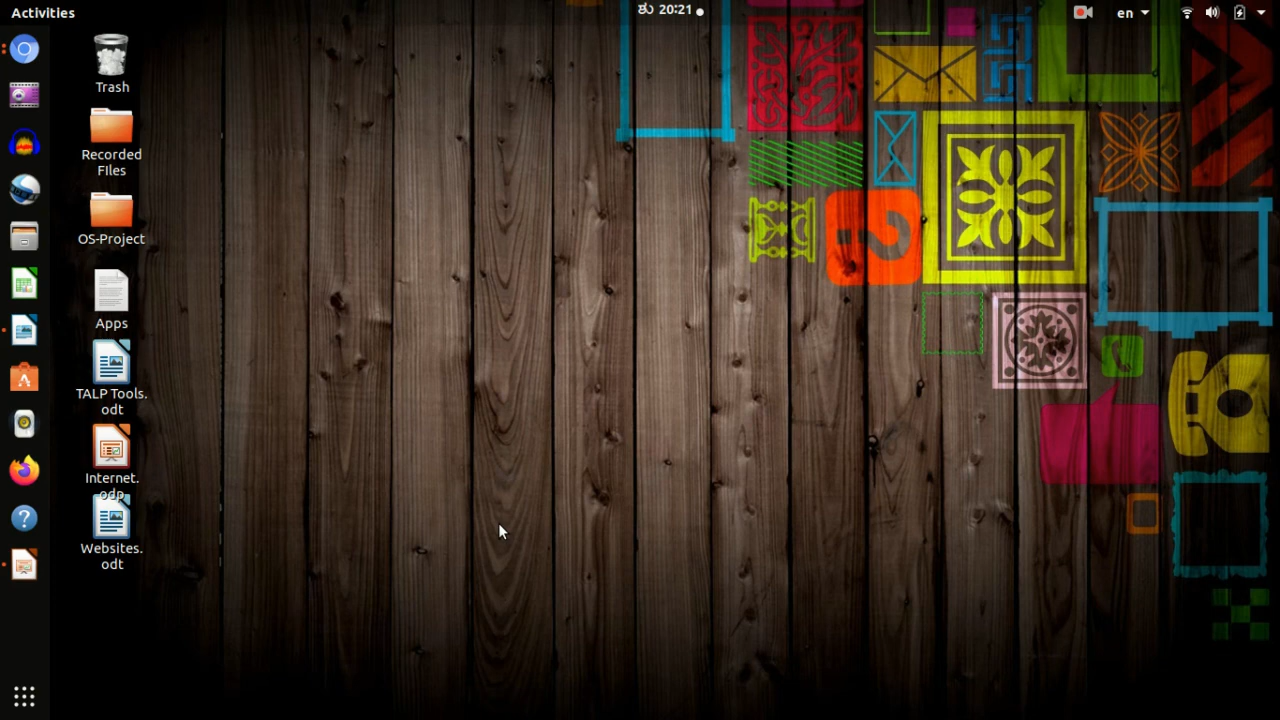 Activities
ಶು 20:21
en
Trash
Recorded
FIles
OS-Project
Apps
TALP Tools.
odt
Internet.
odp
Websites.
odt